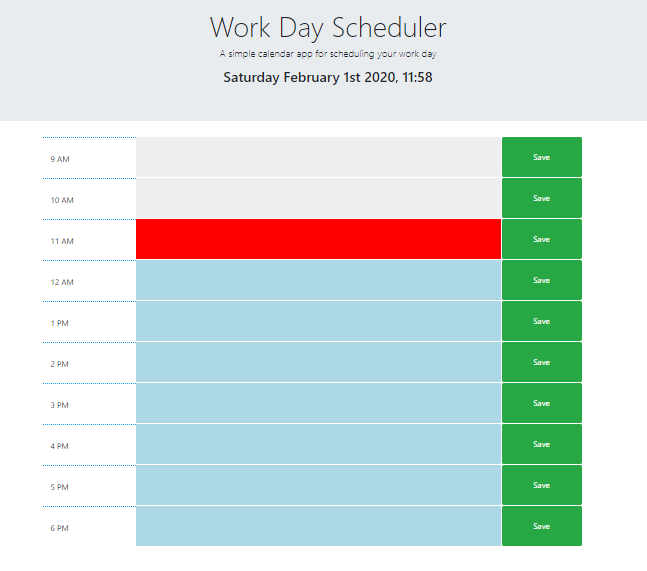 Work Day Scheduler
A simple calendar app for scheduling your work day
Saturday February 1st 2020, 11:58
9 AM Save
10 AM Save
11 AM Save
12 AM Save
1 PM Save
2 PM Save
3 PM Save
4 PM Save
5 PM Save
6 PM Save